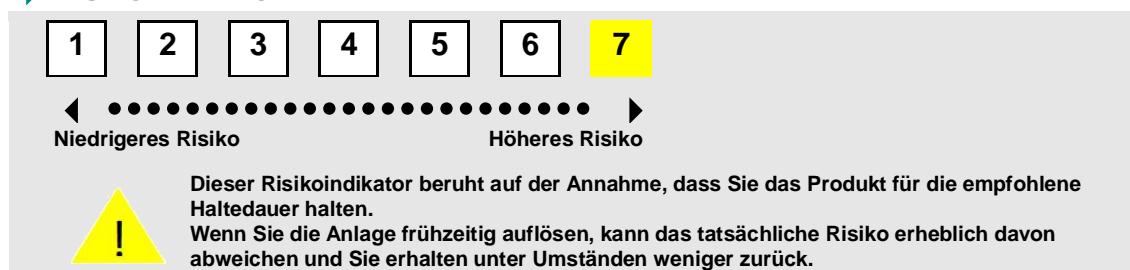 1 2 3 4 5 6 7
Niedrigeres Risiko Höheres Risiko
!
Dieser Risikoindikator beruht auf der Annahme, dass Sie das Produkt für die empfohlene
Haltedauer halten.
Wenn Sie die Anlage frühzeitig auflösen, kann das tatsächliche Risiko erheblich davon
abweichen und Sie erhalten unter Umständen weniger zurück.